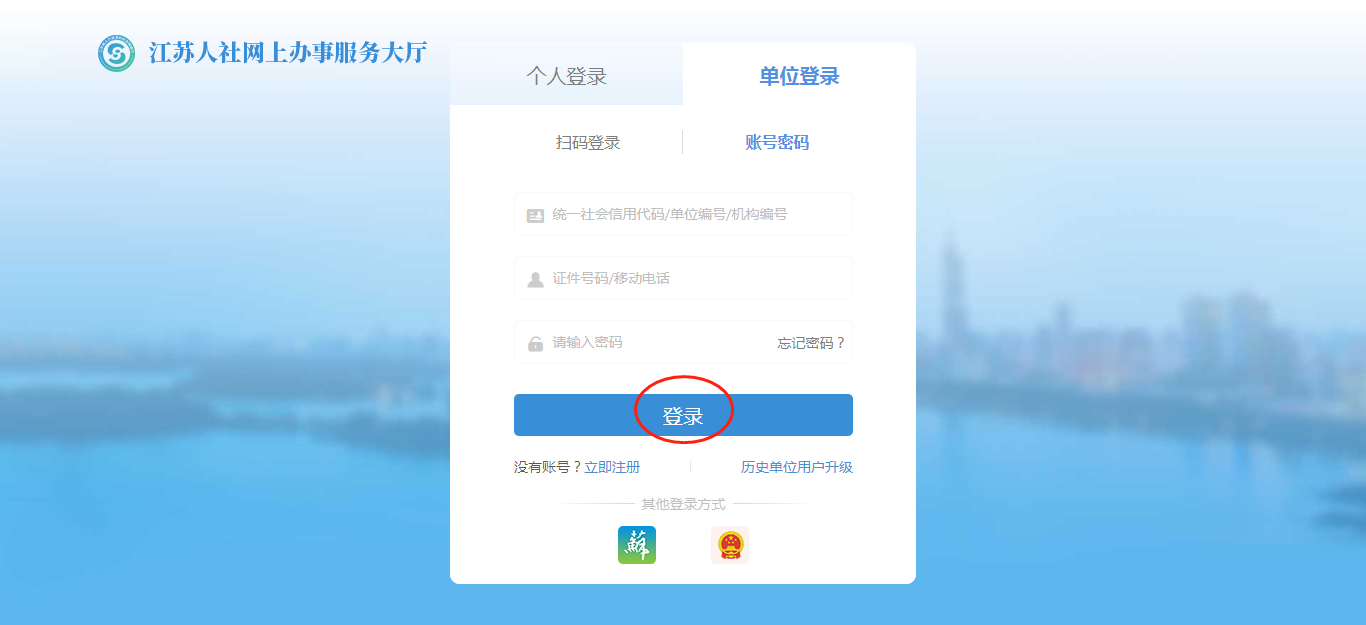 江苏人社网上办事服务大厅
个人登录
单位登录
扫码登录
账号密码
统一社会信用代码/单位编号/机构编号
证件号码/移动电话
请输入密码
忘记密码？
登录
没有账号？立即注册
历史单位用户升级
其他登录方式
蘇